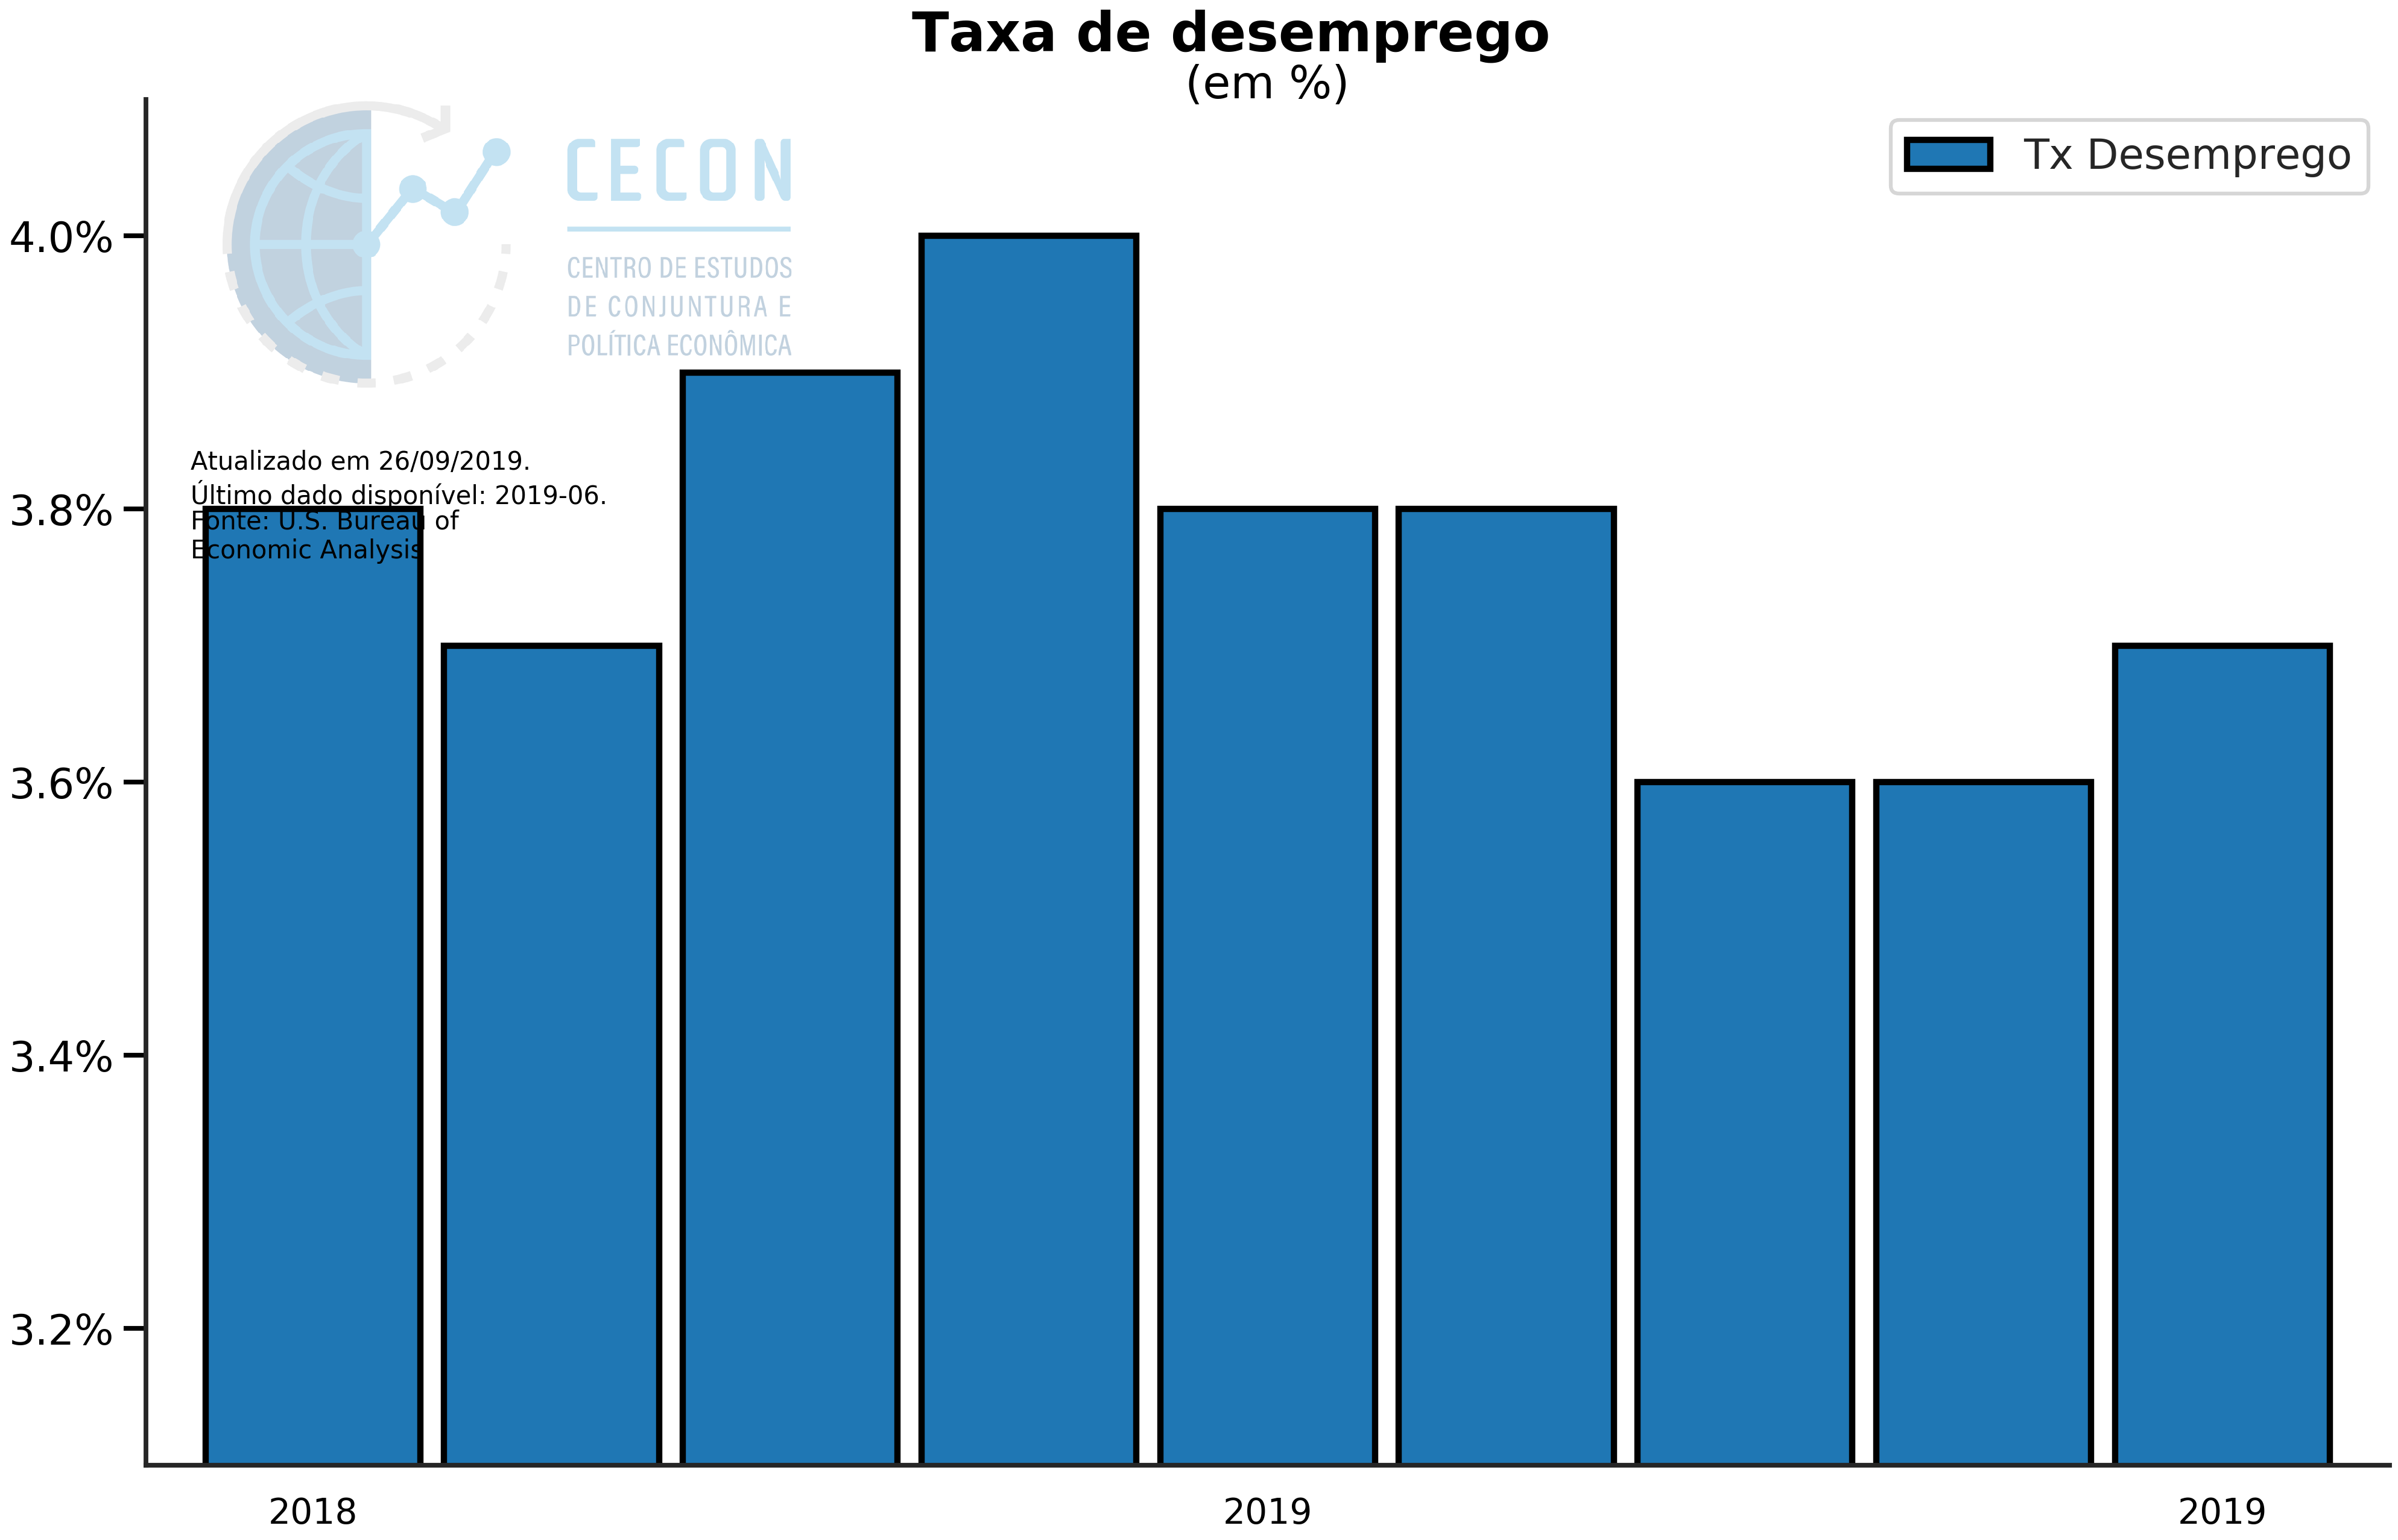 Taxa de desemprego
(em %)
CECON
CENTRO DE ESTUDOS
DE CONJUNTURA E
POLÍTICA ECONÔMICA
Tx Desemprego
Atualizado em 26/09/2019.
Último dado disponível: 2019-06.
Fonte: U.S. Bureau of
Economic Analysis
4.0%
3.8%
3.6%
3.4%
3.2%
2018
2019
2019